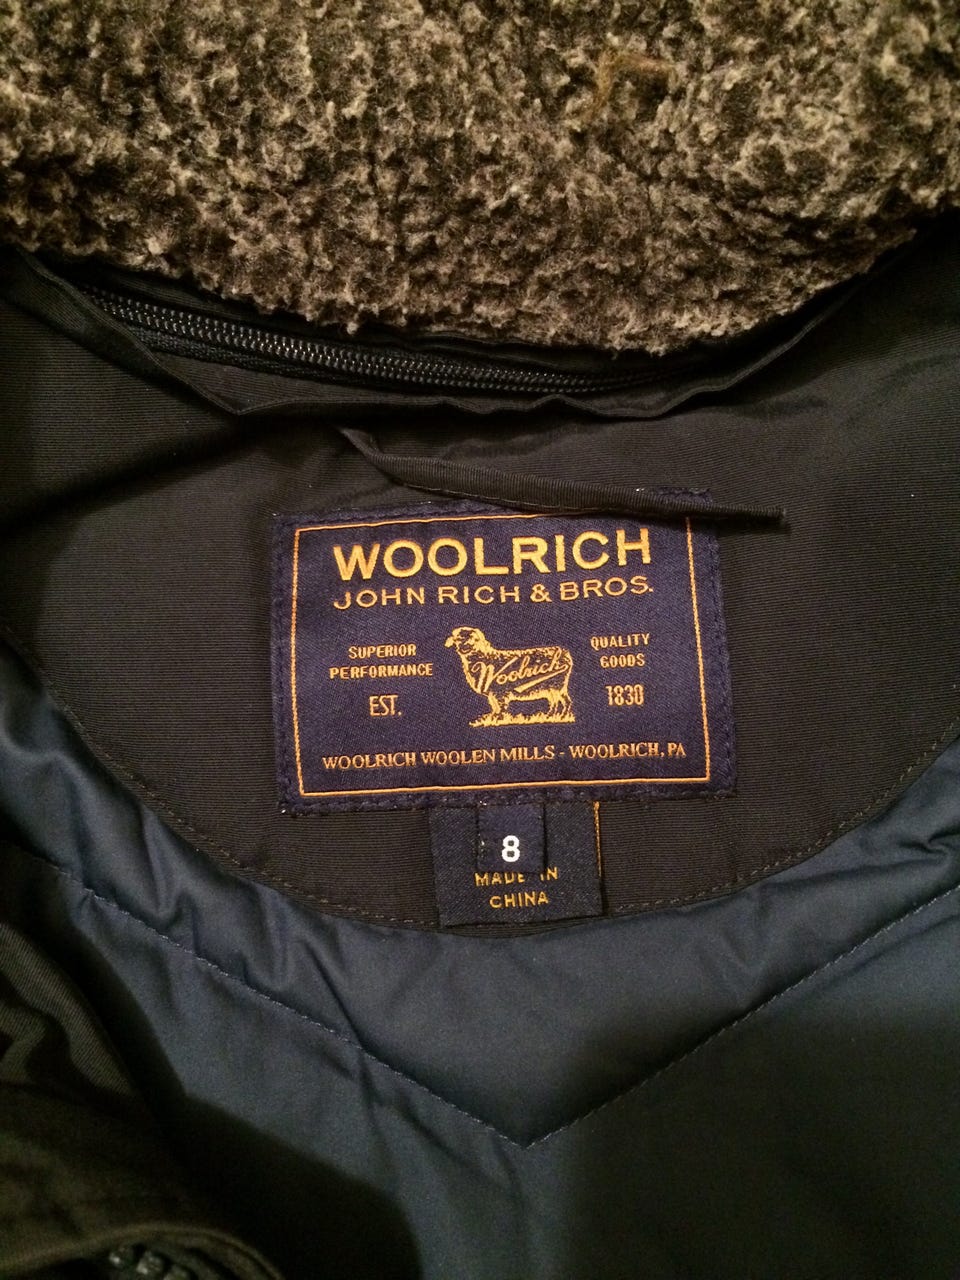 WOOLRICH
JOHN RICH & BROS.
SUPERIOR
PERFORMANCE
EST.
Woolrich
QUALITY
GOODS
1830
WOOLRICH WOOLEN MILLS - WOOLRICH, PA
8
MADE IN
CHINA